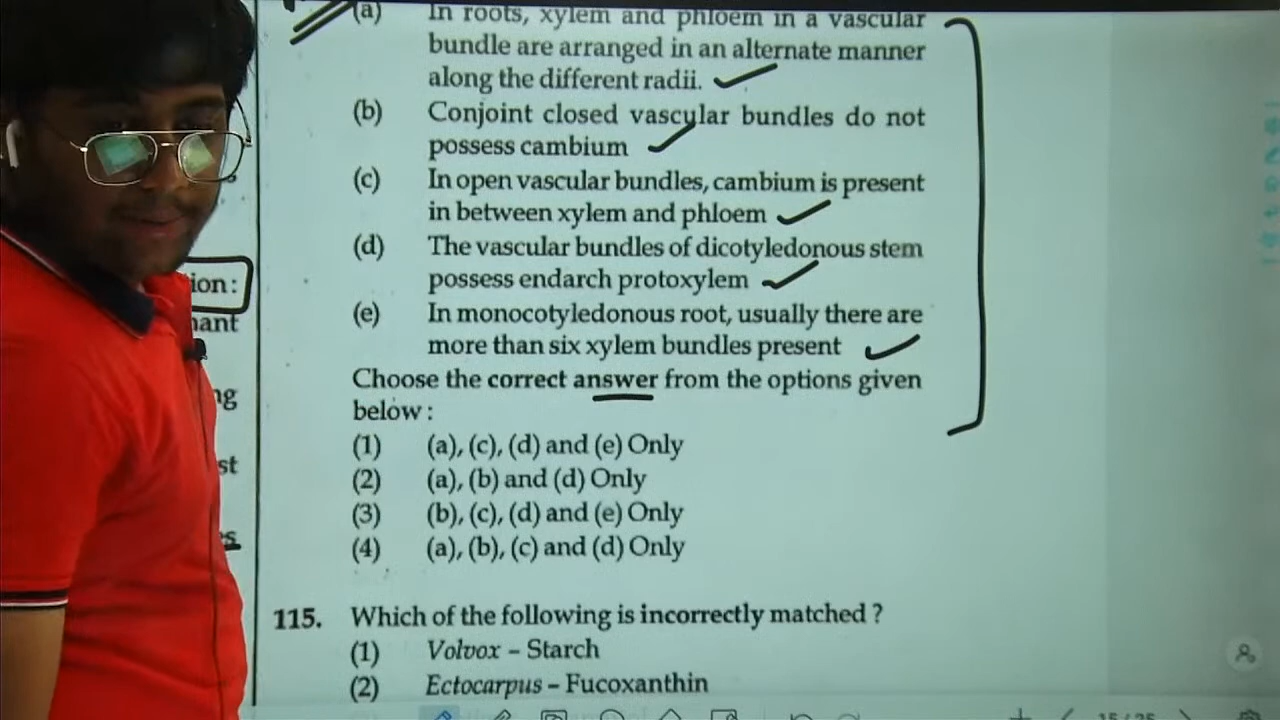 (a) In roots, xylem and phloem in a vascular
bundle are arranged in an alternate manner
along the different radii.
(b) Conjoint closed vascular bundles do not
possess cambium
(c) In open vascular bundles, cambium is present
in between xylem and phloem
(d) The vascular bundles of dicotyledonous stem
possess endarch protoxylem
(e) In monocotyledonous root, usually there are
more than six xylem bundles present
Choose the correct answer from the options given
below :
(1) (a), (c), (d) and (e) Only
(2) (a), (b) and (d) Only
(3) (b), (c), (d) and (e) Only
(4) (a), (b), (c) and (d) Only
115. Which of the following is incorrectly matched ?
(1) Volvox – Starch
(2) Ectocarpus – Fucoxanthin
ion :
nant
ng
st
15/25